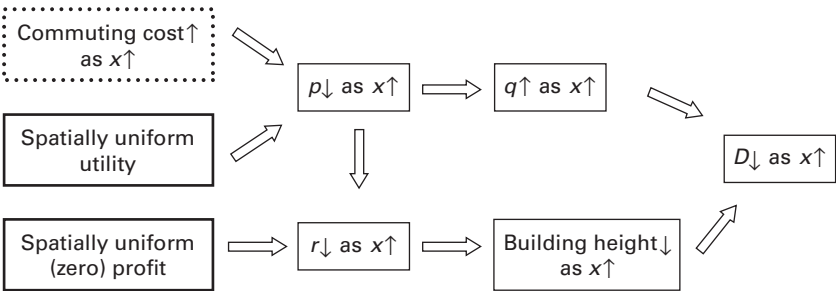 Commuting cost↑
as x↑
p↓ as x↑
q↑ as x↑
Spatially uniform
utility
D↓ as x↑
Spatially uniform
(zero) profit
r↓ as x↑
Building height↓
as x↑